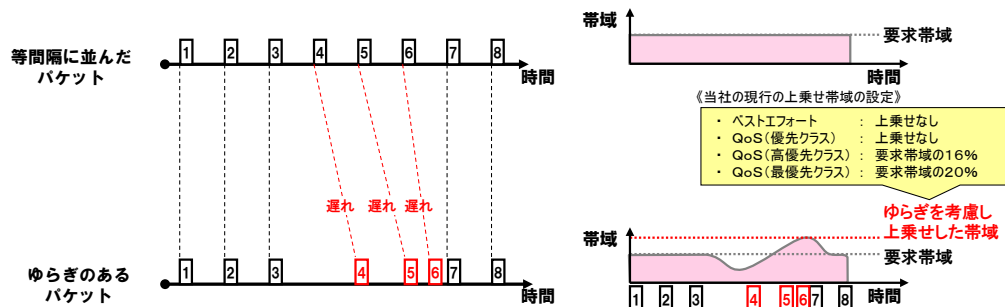 等間隔に並んだ
パケット
1 2 3 4 5 6 7 8
時間
遅れ 遅れ 遅れ
ゆらぎのある
パケット
1 2 3 4 5 6 7 8
時間
帯域
要求帯域
時間
《当社の現行の上乗せ帯域の設定》
・ ベストエフォート : 上乗せなし
・ QoS(優先クラス) : 上乗せなし
・ QoS(高優先クラス) : 要求帯域の16%
・ QoS(最優先クラス) : 要求帯域の20%
ゆらぎを考慮し
上乗せした帯域
帯域
要求帯域
1 2 3 4 5 6 7 8
時間